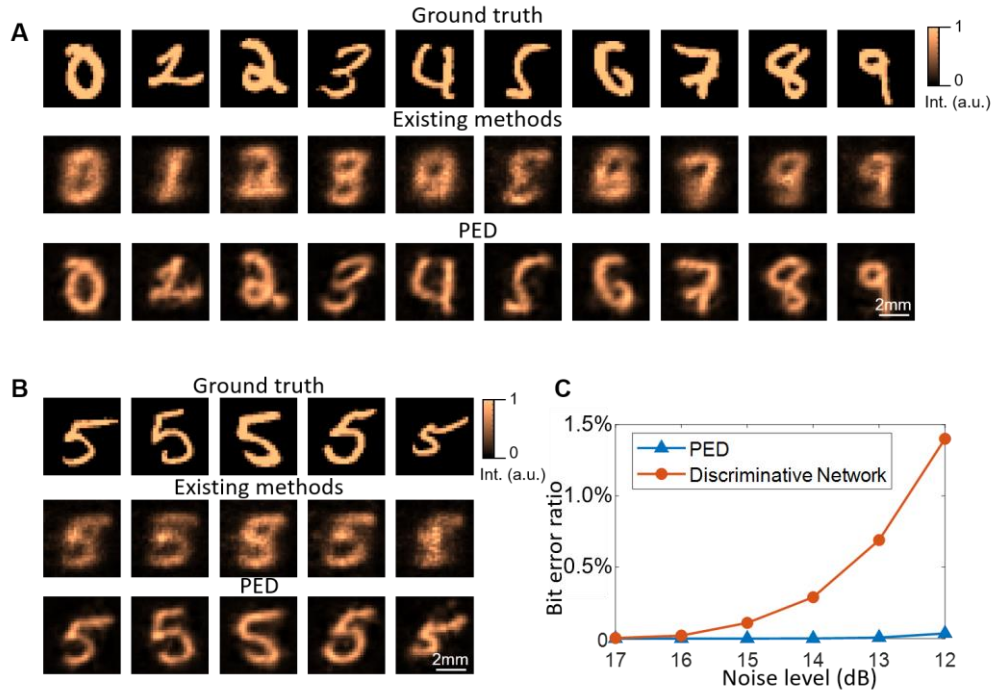 A
Ground truth
1
0
Int. (a.u.)
Existing methods
PED
2mm
B
Ground truth
1
0
Int. (a.u.)
Existing methods
PED
2mm
C
1.5%
1.0%
0.5%
0
Bit error ratio
PED
Discriminative Network
17 16 15 14 13 12
Noise level (dB)